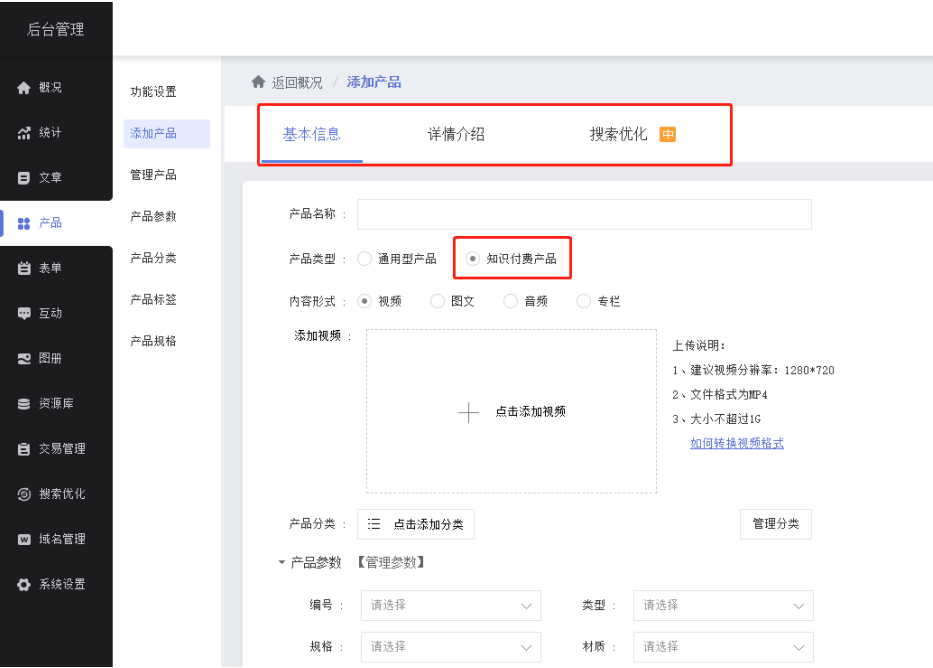 后台管理
概况
统计
文章
产品
表单
互动
图册
资源库
交易管理
搜索优化
域名管理
系统设置
功能设置
添加产品
管理产品
产品参数
产品分类
产品标签
产品规格
返回概况 / 添加产品
基本信息 详情介绍 搜索优化 中
产品名称 :
产品类型 : 通用型产品 知识付费产品
内容形式 : 视频 图文 音频 专栏
添加视频 :
点击添加视频
上传说明:
1、建议视频分辨率: 1280*720
2、文件格式为MP4
3、大小不超过1G
如何转换视频格式
产品分类 : 点击添加分类 管理分类
产品参数 【管理参数】
编号 : 请选择 类型 : 请选择
规格 : 请选择 材质 : 请选择